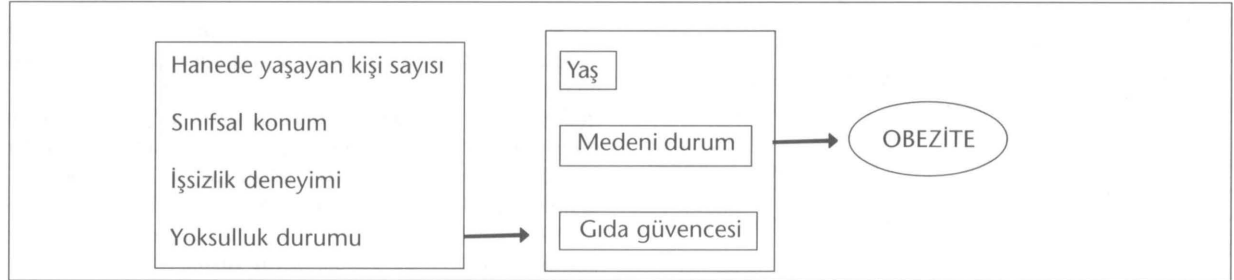 Hanede yaşayan kişi sayısı
Sınıfsal konum
İşsizlik deneyimi
Yoksulluk durumu
Yaş
Medeni durum
Gıda güvencesi
OBEZİTE